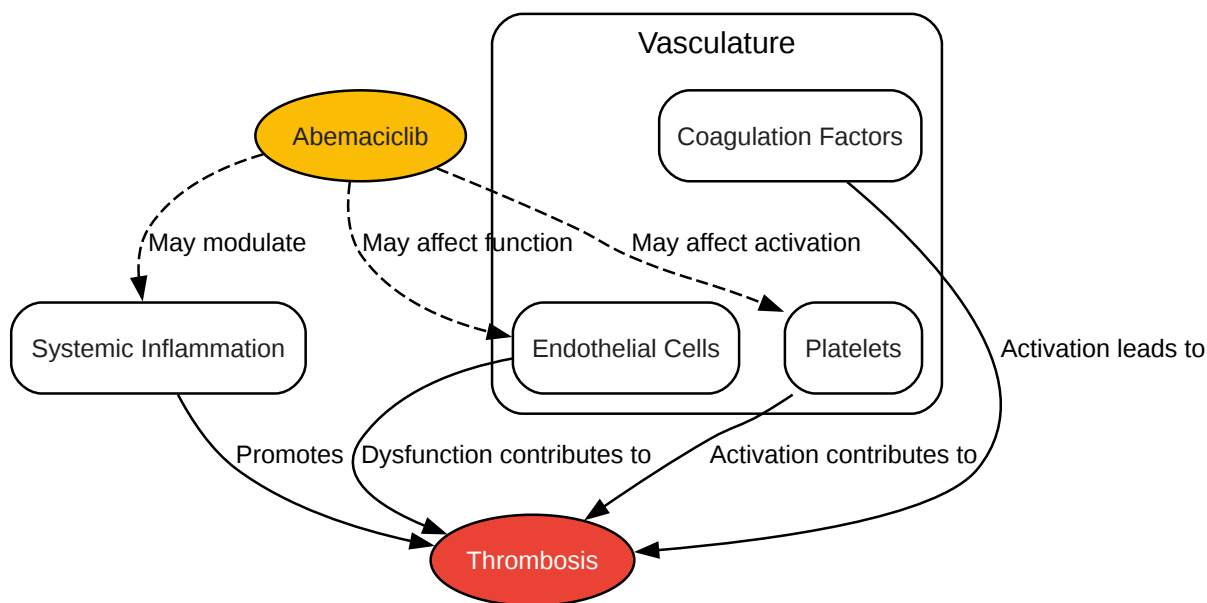 Vasculature
Abemaciclib
Coagulation Factors
May modulate
May affect function
May affect activation
Systemic Inflammation
Endothelial Cells
Platelets
Activation leads to
Promotes
Dysfunction contributes to
Activation contributes to
Thrombosis